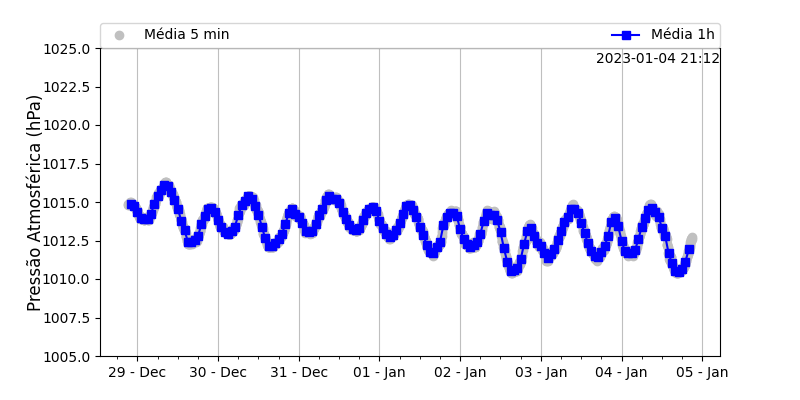 Média 5 min
Média 1h
2023-01-04 21:12
Pressão Atmosférica (hPa)
1025.0
1022.5
1020.0
1017.5
1015.0
1012.5
1010.0
1007.5
1005.0
29 - Dec
30 - Dec
31 - Dec
01 - Jan
02 - Jan
03 - Jan
04 - Jan
05 - Jan